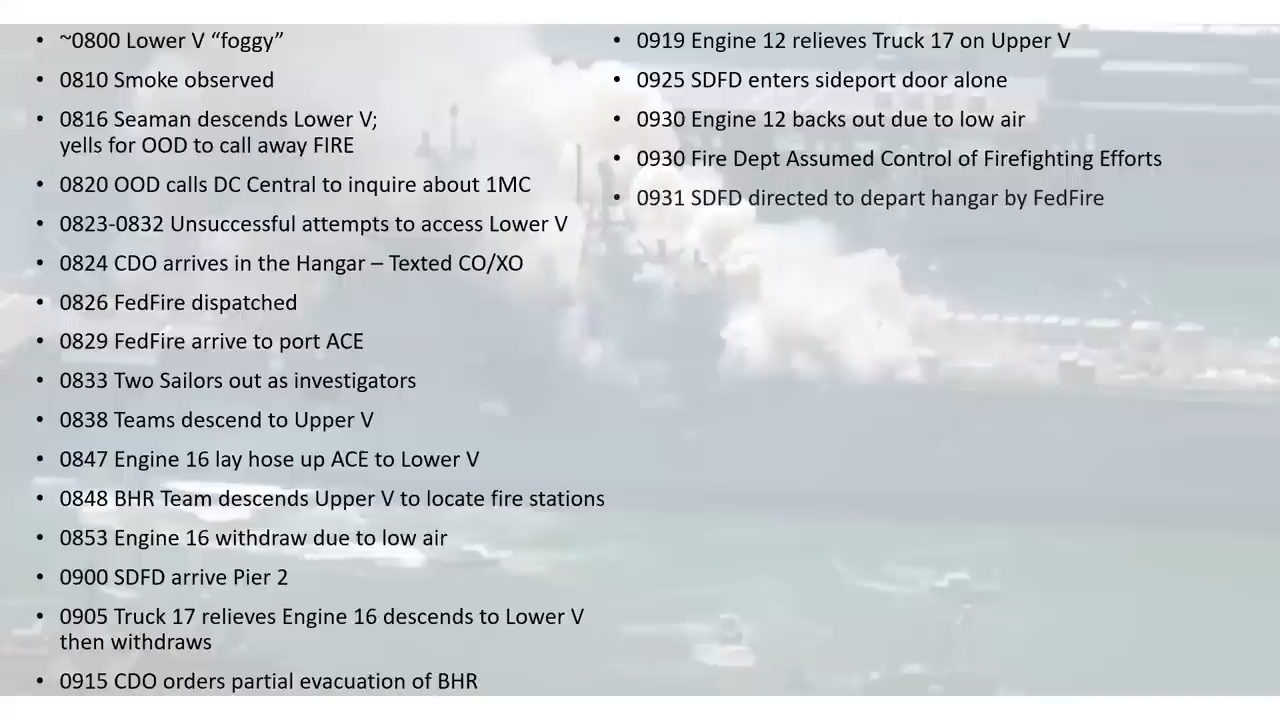 • ~0800 Lower V “foggy”
• 0810 Smoke observed
• 0816 Seaman descends Lower V;
yells for OOD to call away FIRE
• 0820 OOD calls DC Central to inquire about 1MC
• 0823-0832 Unsuccessful attempts to access Lower V
• 0824 CDO arrives in the Hangar – Texted CO/XO
• 0826 FedFire dispatched
• 0829 FedFire arrive to port ACE
• 0833 Two Sailors out as investigators
• 0838 Teams descend to Upper V
• 0847 Engine 16 lay hose up ACE to Lower V
• 0848 BHR Team descends Upper V to locate fire stations
• 0853 Engine 16 withdraw due to low air
• 0900 SDFD arrive Pier 2
• 0905 Truck 17 relieves Engine 16 descends to Lower V
then withdraws
• 0915 CDO orders partial evacuation of BHR
• 0919 Engine 12 relieves Truck 17 on Upper V
• 0925 SDFD enters sideport door alone
• 0930 Engine 12 backs out due to low air
• 0930 Fire Dept Assumed Control of Firefighting Efforts
• 0931 SDFD directed to depart hangar by FedFire